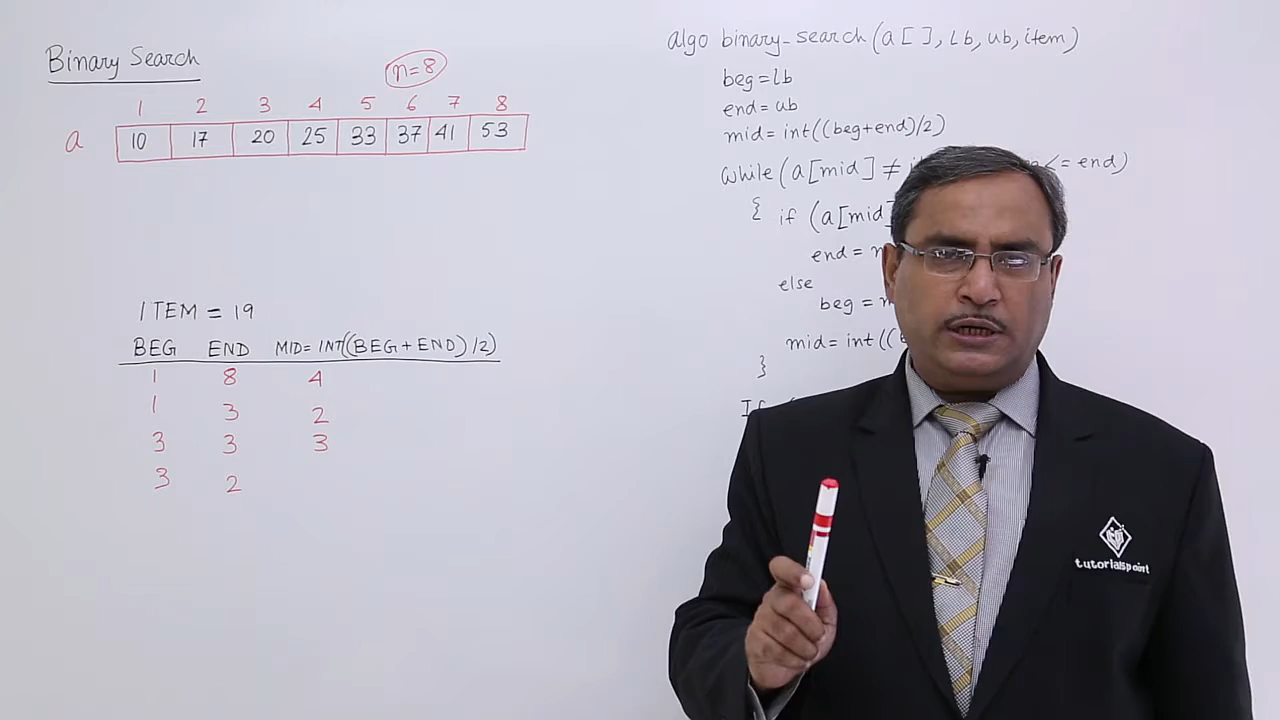 Binary Search
n=8
1 2 3 4 5 6 7 8
a 10 17 20 25 33 37 41 53
ITEM = 19
BEG END MID= INT((BEG+END)/2)
1 8 4
1 3 2
3 3 3
3 2
algo binary_search(a[ ], lb, ub, item)
beg=lb
end=ub
mid=int((beg+end)/2)
while (a[mid] ≠ <= end)
{ if (a[mid]
end =
else
beg =
mid=int((
}
If
tutorialspoint